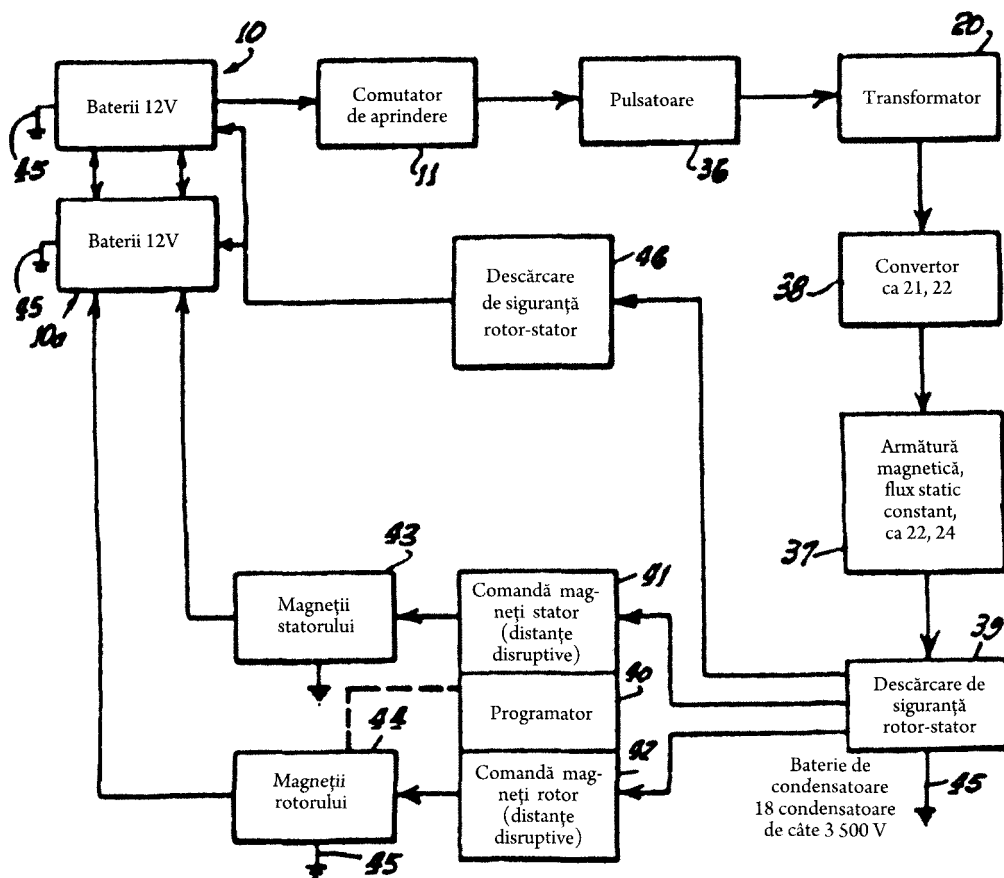 10
20
Baterii 12V
Comutator
de aprindere
Pulsatoare
Transformator
45
11
36
Baterii 12V
46
45
10a
Descărcare
de siguranță
rotor-stator
38
Convertor
ca 21, 22
Armătură
magnetică,
flux static
constant,
ca 22, 24
37
43
41
Magneții
statorului
Comandă mag-
neți stator
(distanțe
disruptive)
39
40
Descărcare de
siguranță
rotor-stator
Programator
44
42
Magneții
rotorului
Comandă mag-
neți rotor
(distanțe
disruptive)
Baterie de
condensatoare
18 condensatoare
de câte 3 500 V
45
45